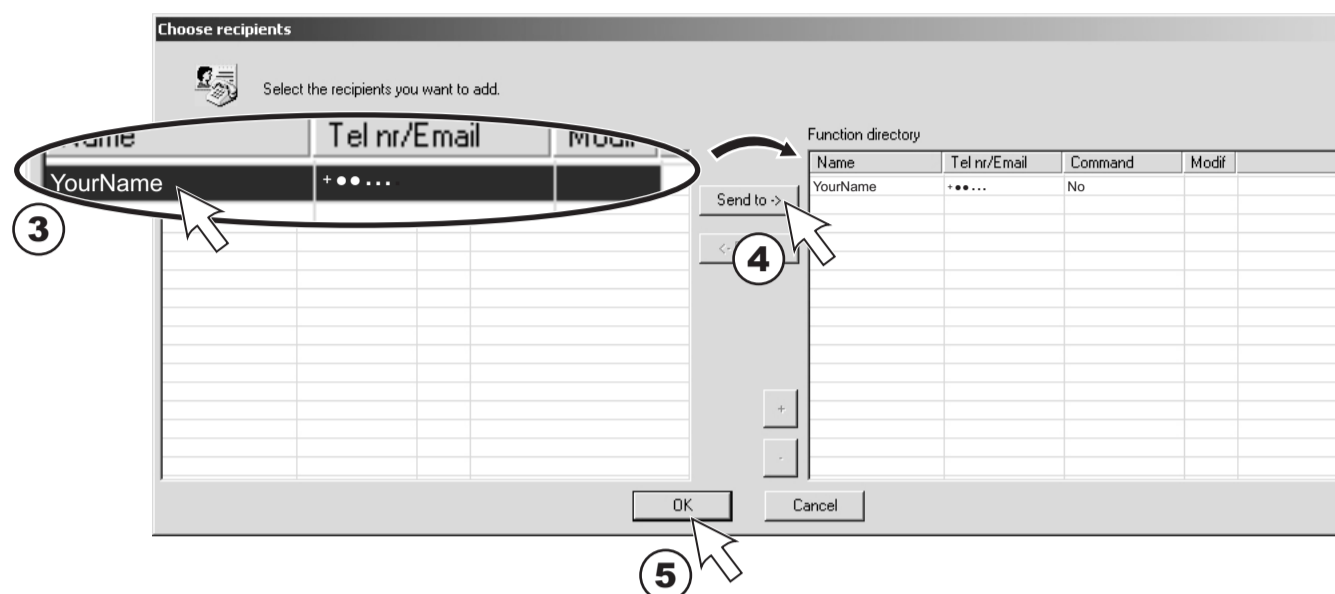 Choose recipients
Select the recipients you want to add.
Tel nr/Email
YourName
+●●...
3
Send to ->
<-
4
Function directory
Name Tel nr/Email Command Modif
YourName +●●... No
+
-
OK Cancel
5